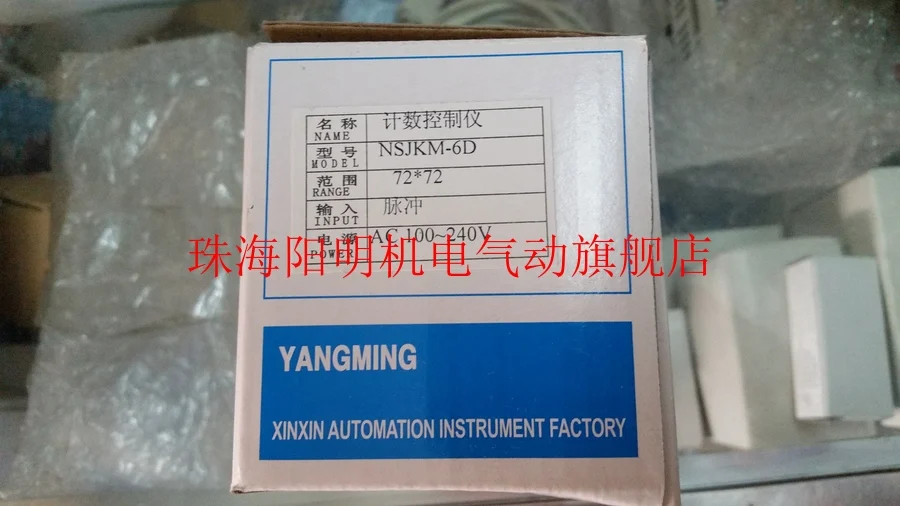 名称 计数控制仪
NAME
型号 NSJKM-6D
MODEL
范围 72*72
RANGE
输入 脉冲
INPUT
电源 AC 100~240V
POWER
珠海阳明机电气动旗舰店
YANGMING
XINXIN AUTOMATION INSTRUMENT FACTORY